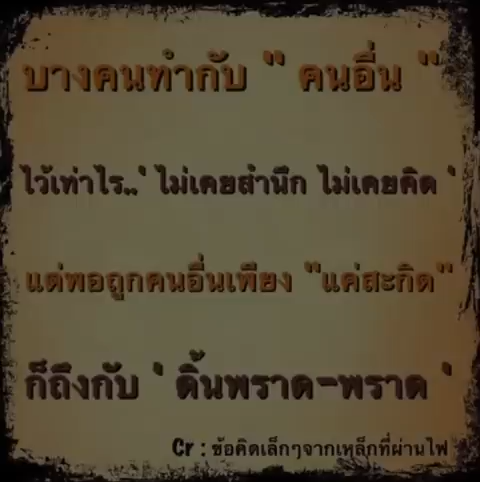 บางคนทำกับ " คนอื่น "
ไว้เท่าไร..' ไม่เคยสำนึก ไม่เคยคิด '
แต่พอถูกคนอื่นเพียง "แค่สะกิด"
ก็ถึงกับ ' ดิ้นพราด-พราด '
Cr : ข้อคิดเล็กๆจากเหล็กที่ผ่านไฟ